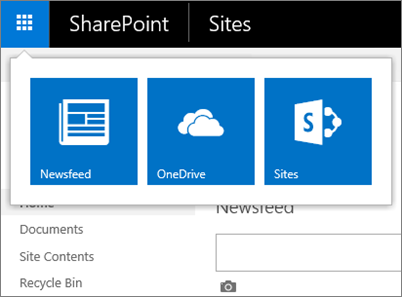 SharePoint Sites
Newsfeed OneDrive Sites
Home
Newsfeed
Documents
Site Contents
Recycle Bin